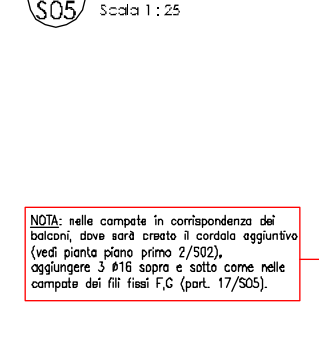 S05 Scala 1:25
NOTA: nelle campate in corrispondenza dei
balconi, dove sarà creato il cordolo aggiuntivo
(vedi pianta piano primo 2/S02),
aggiungere 3 ø16 sopra e sotto come nelle
campate dei fili fissi F,G (part. 17/S05).